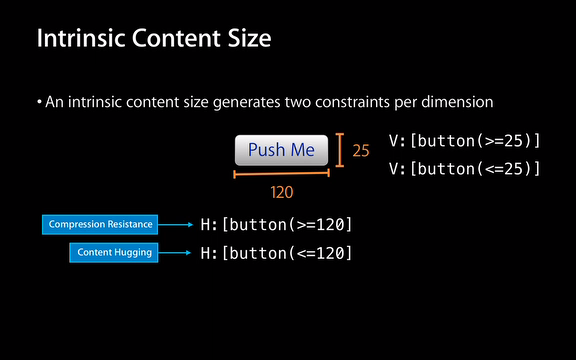 Intrinsic Content Size
• An intrinsic content size generates two constraints per dimension
Push Me
25
120
V:[button(>=25)]
V:[button(<=25)]
Compression Resistance
H:[button(>=120]
Content Hugging
H:[button(<=120]